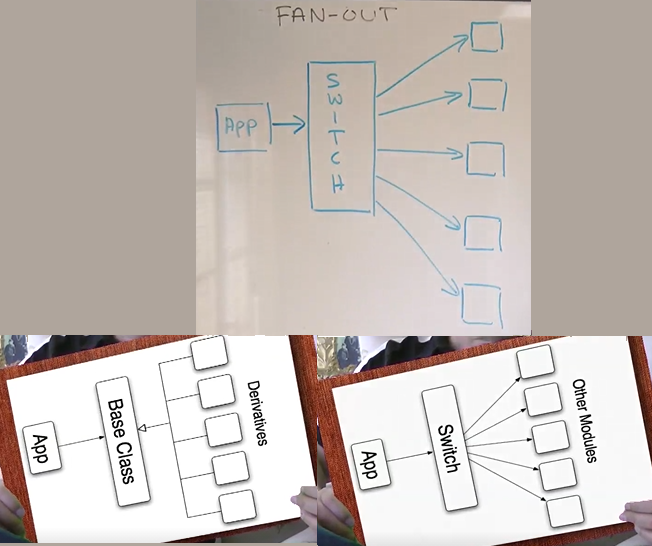 FAN-OUT
App
SWITCH
App
Base Class
Derivatives
App
Switch
Other Modules